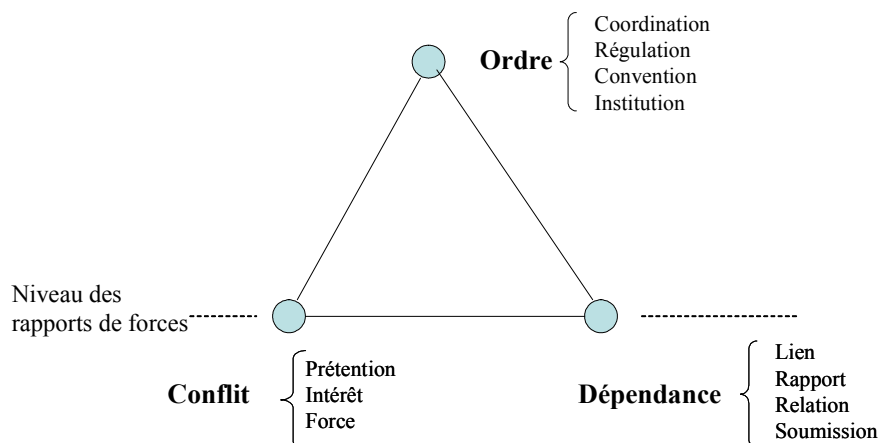 Ordre
Coordination
Régulation
Convention
Institution
Niveau des
rapports de forces
Conflit
Prétention
Intérêt
Force
Dépendance
Lien
Rapport
Relation
Soumission